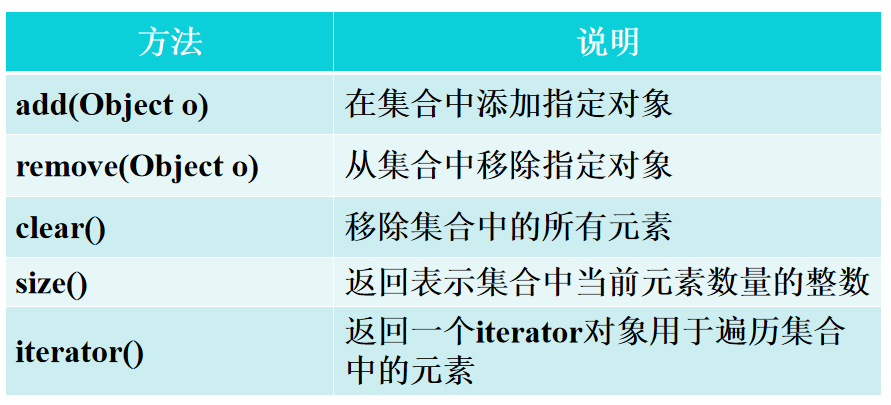 方法 说明
add(Object o) 在集合中添加指定对象
remove(Object o) 从集合中移除指定对象
clear() 移除集合中的所有元素
size() 返回表示集合中当前元素数量的整数
iterator() 返回一个iterator对象用于遍历集合
中的元素